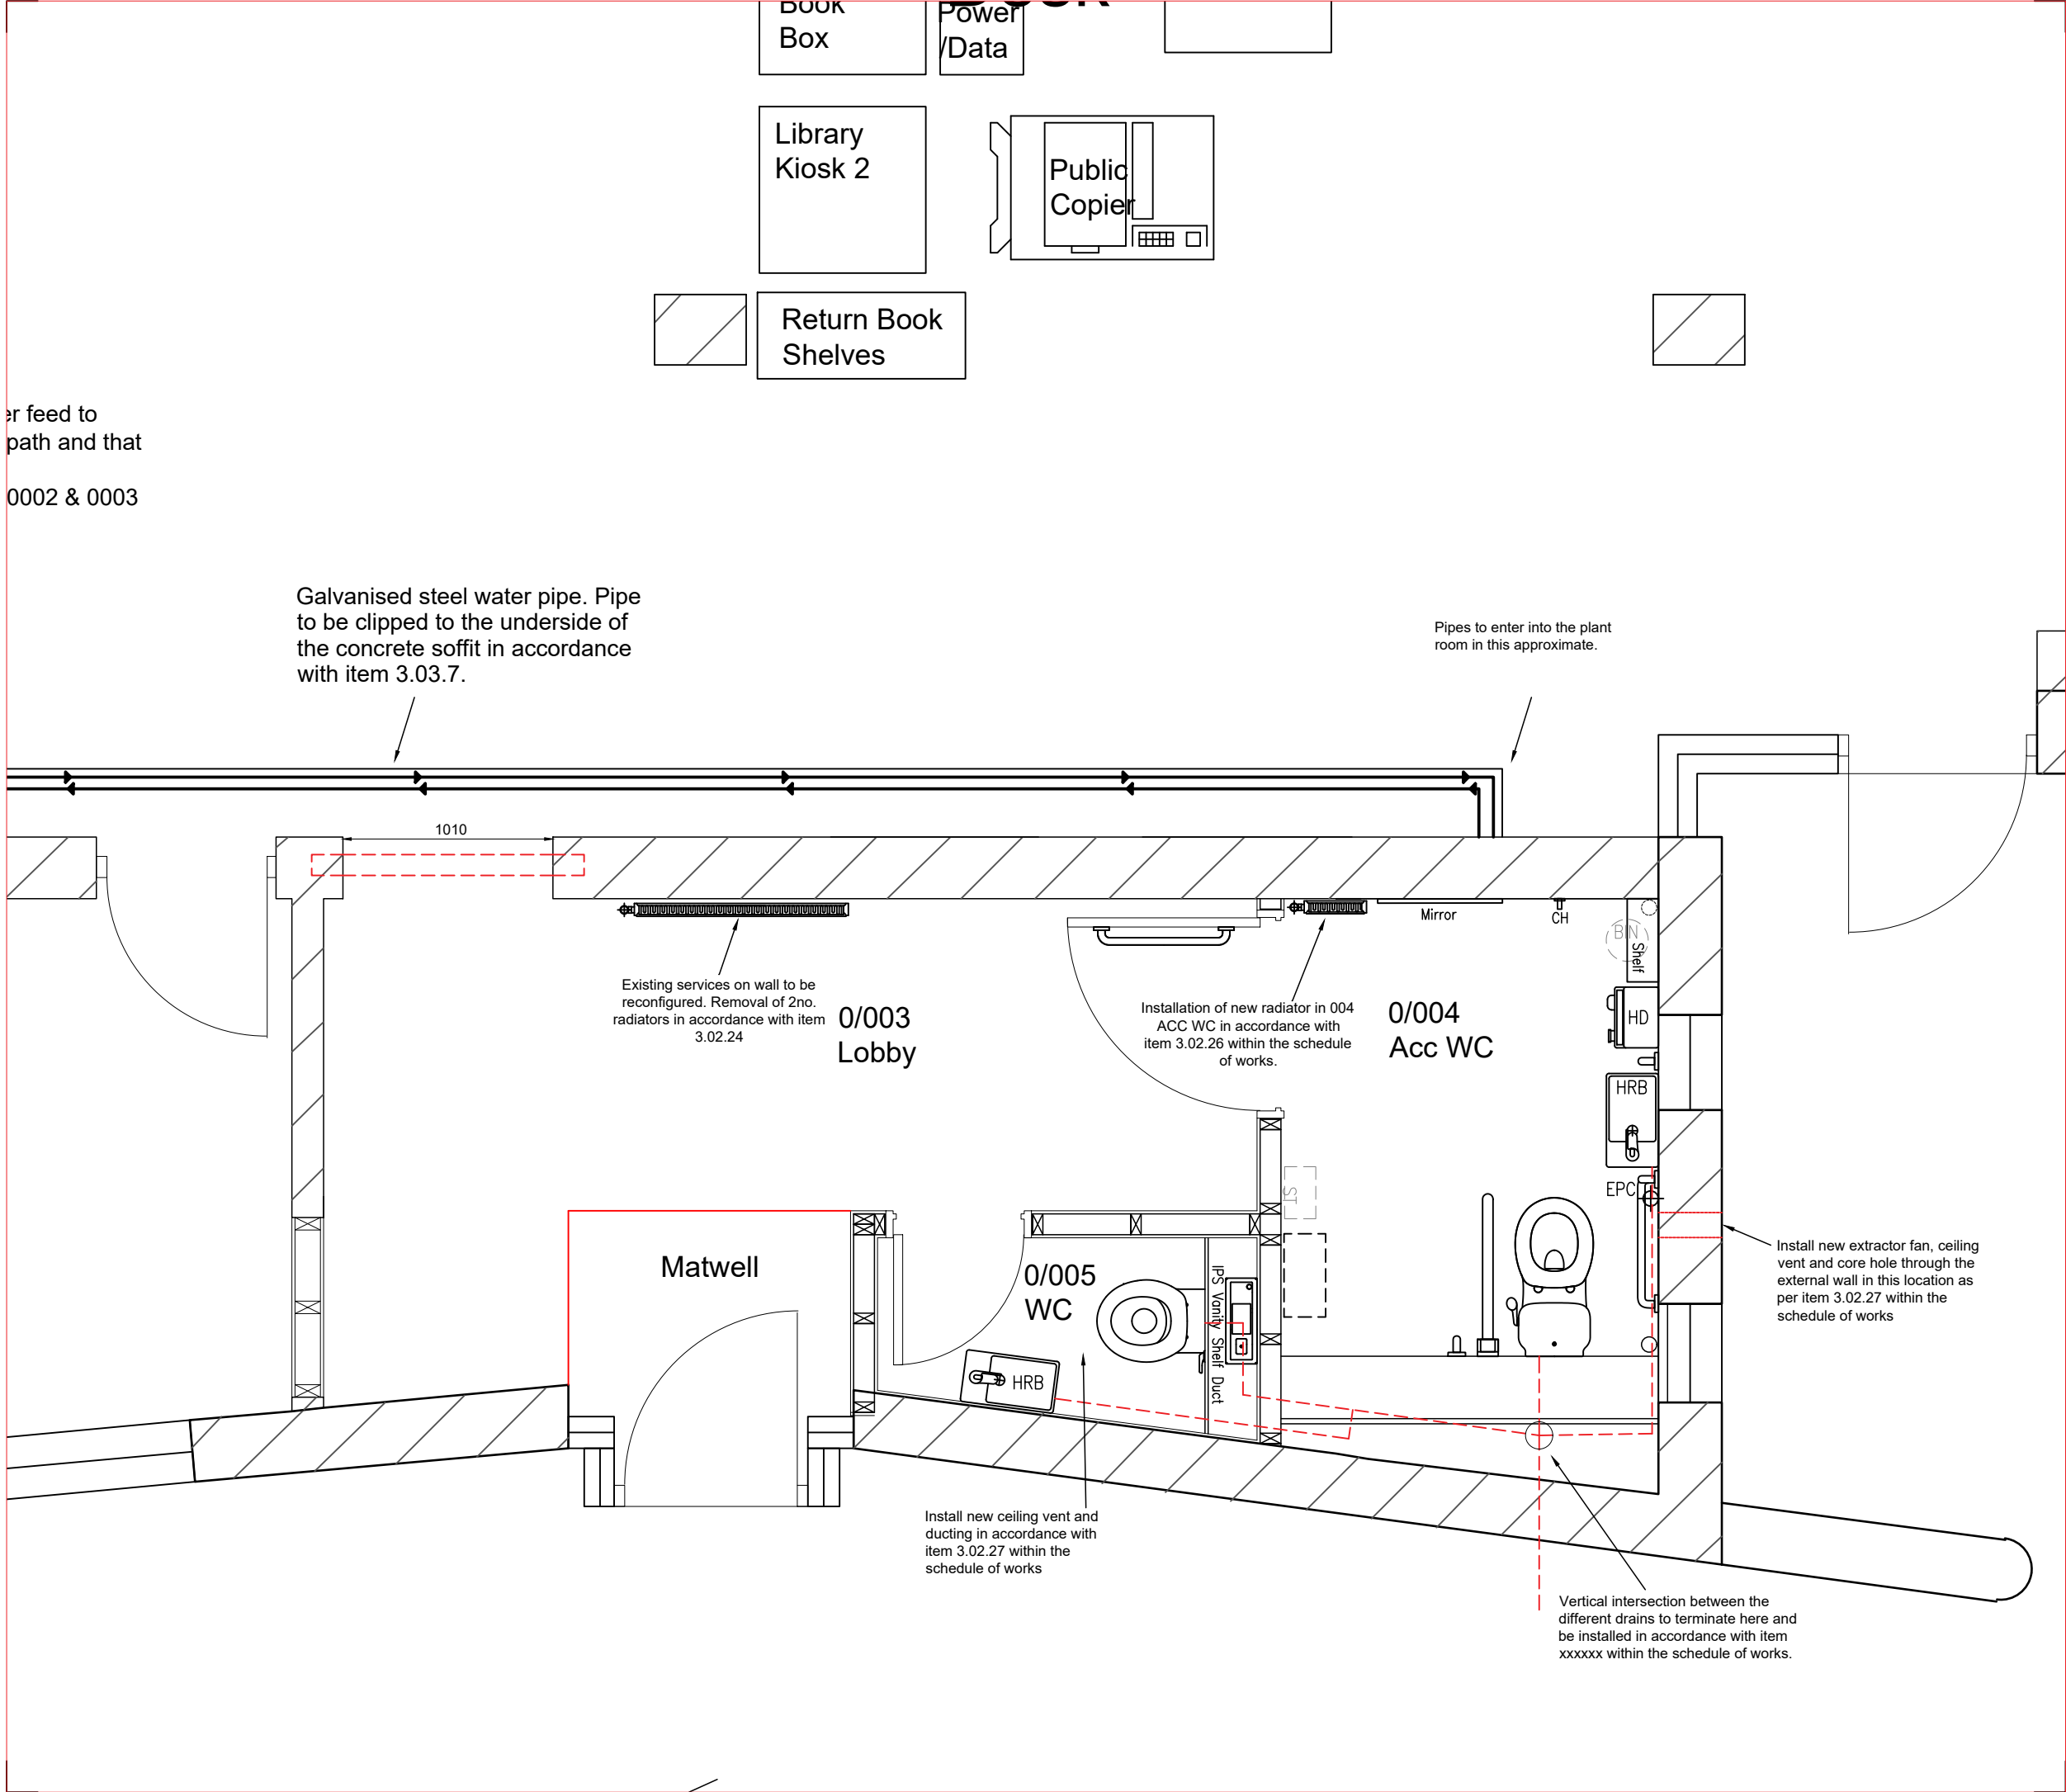 Book
Box
Power
/Data
Library
Kiosk 2
Public
Copier
Return Book
Shelves
er feed to
path and that
0002 & 0003
Galvanised steel water pipe. Pipe
to be clipped to the underside of
the concrete soffit in accordance
with item 3.03.7.
Pipes to enter into the plant
room in this approximate.
1010
Mirror
CH
BIN
Shelf
Existing services on wall to be
reconfigured. Removal of 2no.
radiators in accordance with item
3.02.24
0/003
Lobby
Installation of new radiator in 004
ACC WC in accordance with
item 3.02.26 within the schedule
of works.
0/004
Acc WC
HD
HRB
EPC
ST
Matwell
0/005
WC
IPS Vanity Shelf Duct
HRB
Install new extractor fan, ceiling
vent and core hole through the
external wall in this location as
per item 3.02.27 within the
schedule of works
Install new ceiling vent and
ducting in accordance with
item 3.02.27 within the
schedule of works
Vertical intersection between the
different drains to terminate here and
be installed in accordance with item
xxxxxx within the schedule of works.